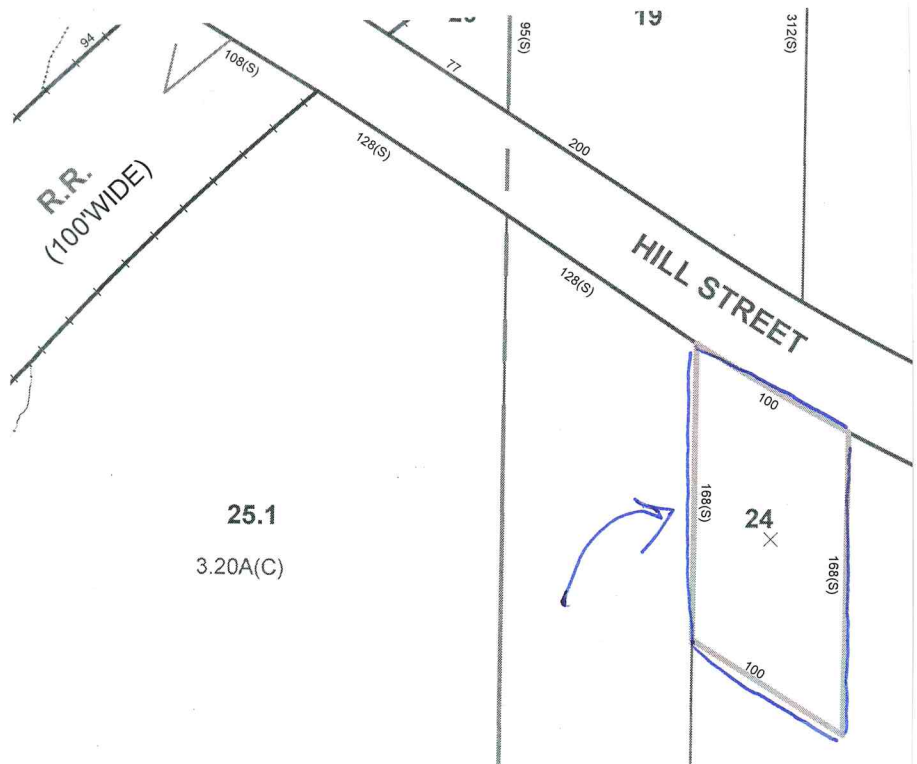 19
95(S)
312(S)
94
108(S)
77
128(S)
200
R.R.
(100'WIDE)
HILL STREET
128(S)
100
168(S)
24
25.1
3.20A(C)
168(S)
100